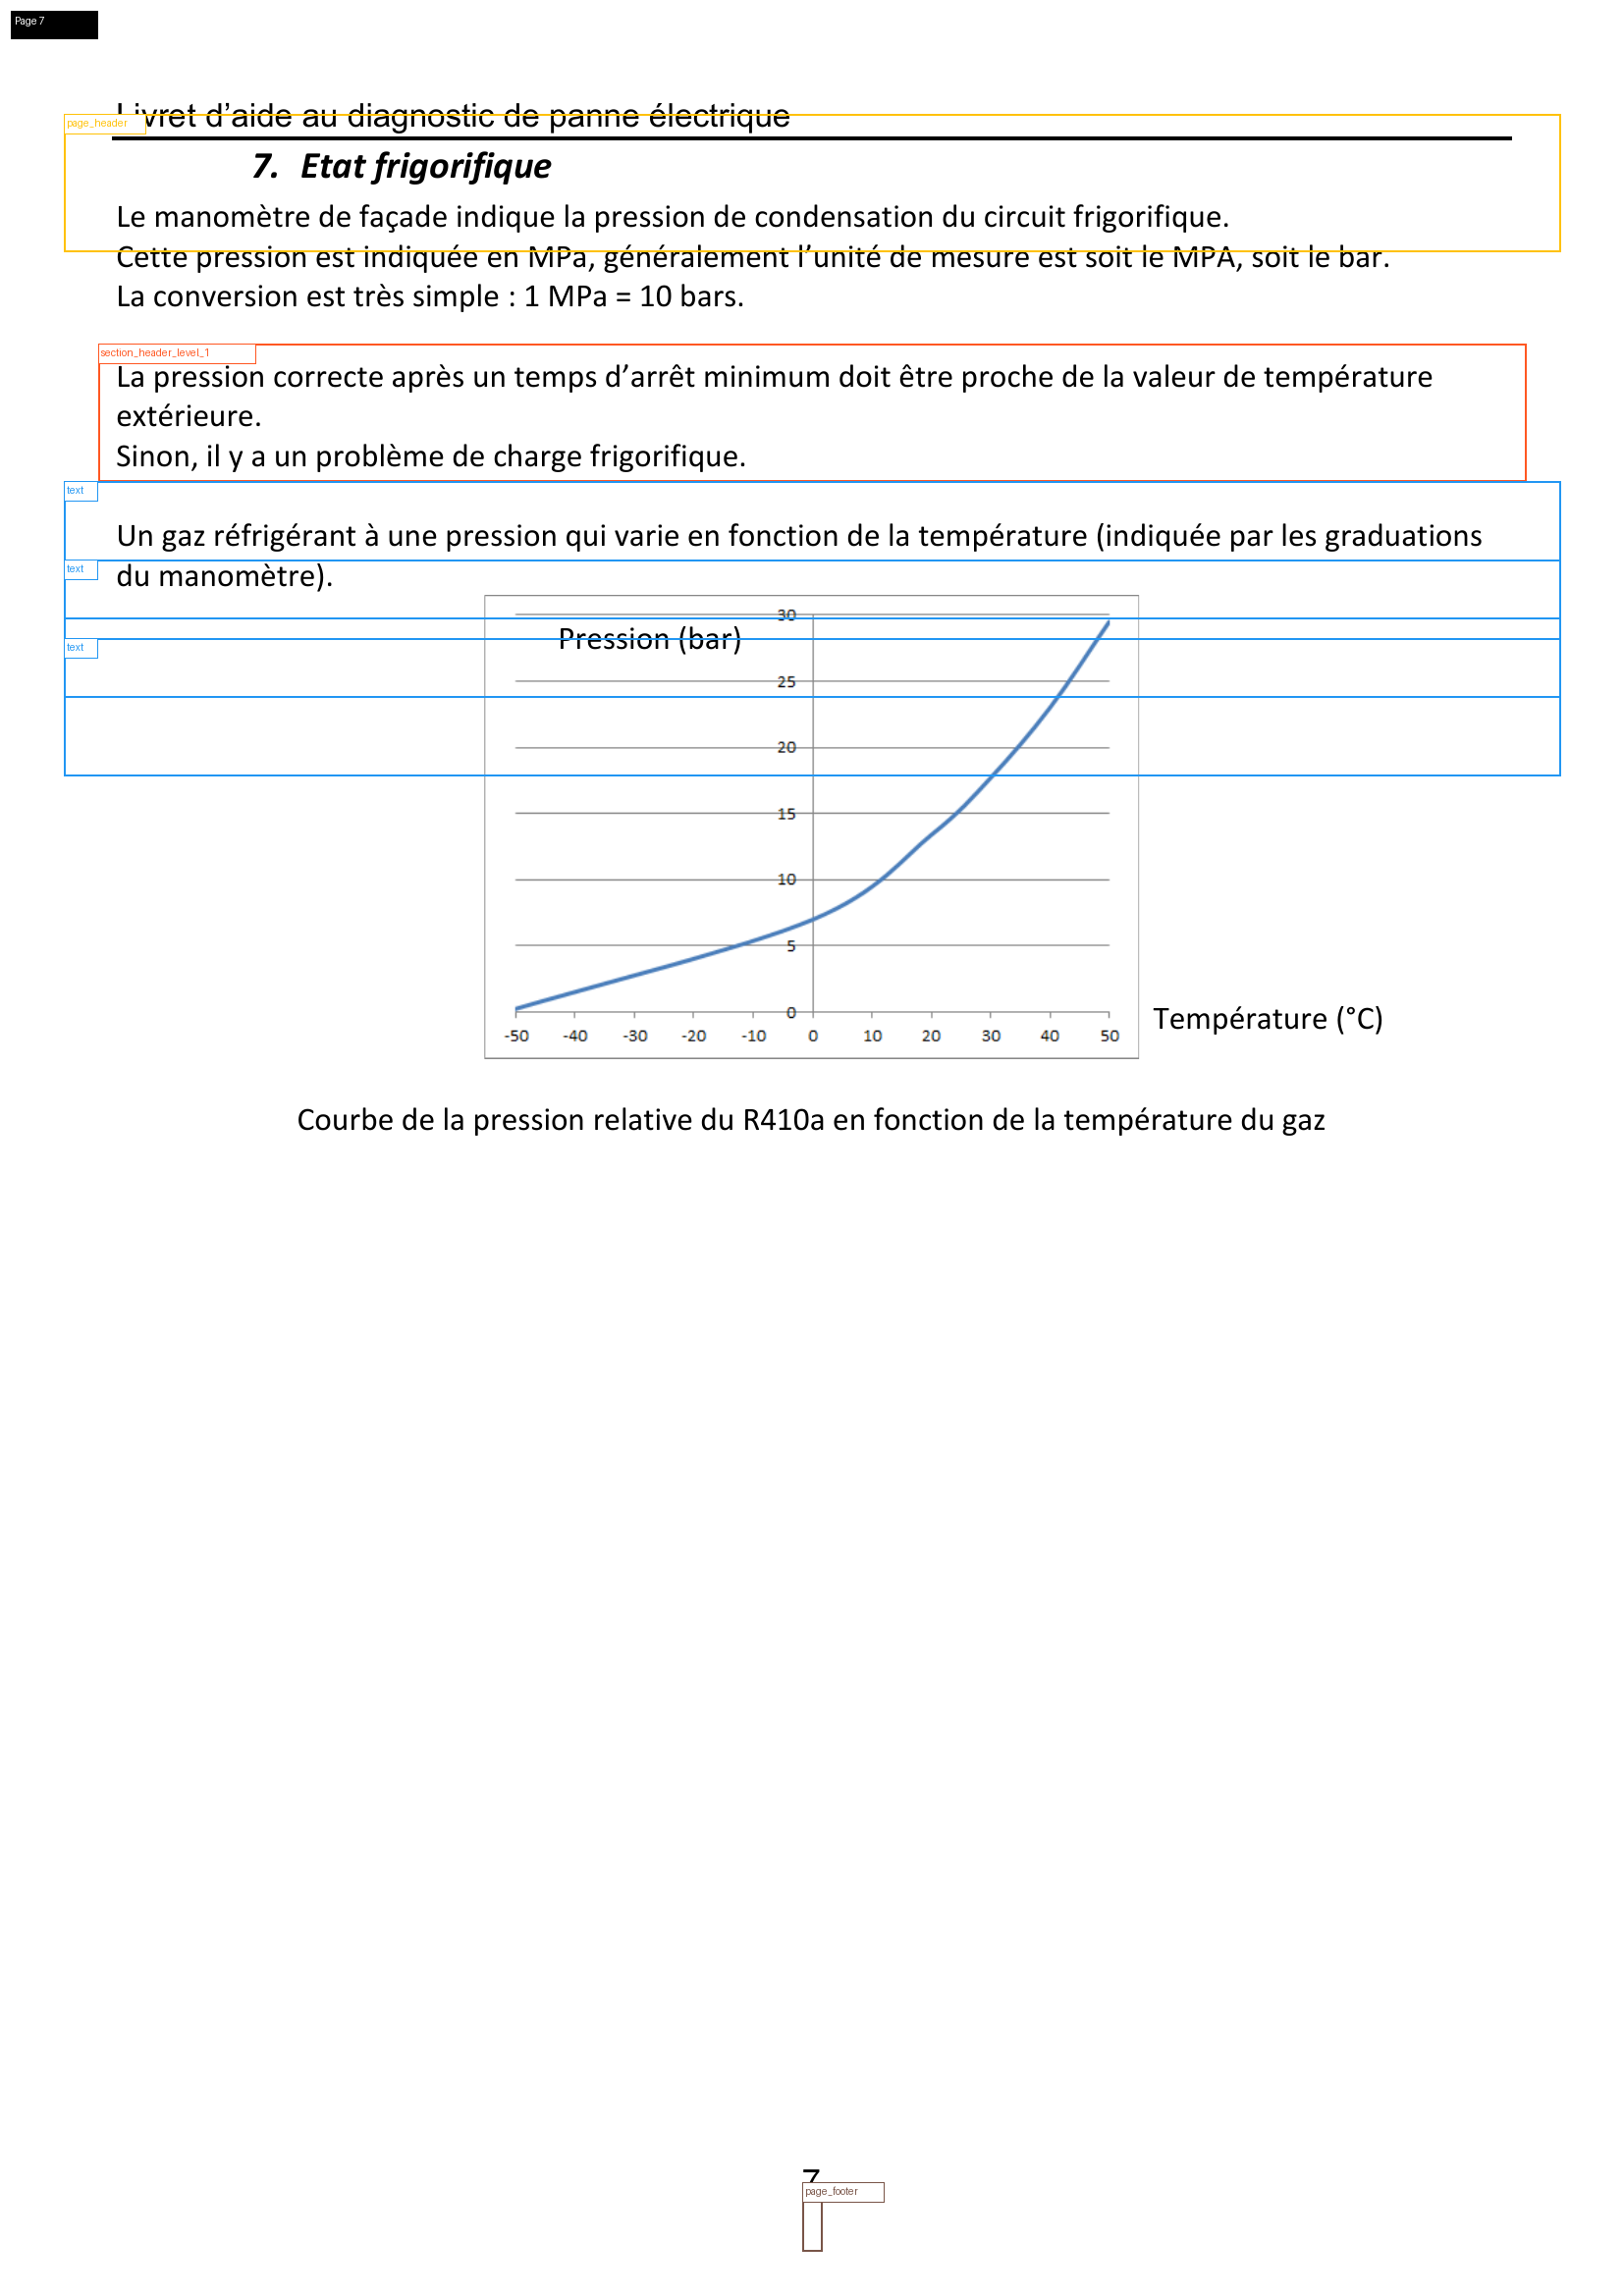 Page 7
Livret d’aide au diagnostic de panne électrique
page_header
7. Etat frigorifique
Le manomètre de façade indique la pression de condensation du circuit frigorifique.
Cette pression est indiquée en MPa, généralement l’unité de mesure est soit le MPA, soit le bar.
La conversion est très simple : 1 MPa = 10 bars.
section_header_level_1
La pression correcte après un temps d’arrêt minimum doit être proche de la valeur de température
extérieure.
Sinon, il y a un problème de charge frigorifique.
text
Un gaz réfrigérant à une pression qui varie en fonction de la température (indiquée par les graduations
text
du manomètre).
30
Pression (bar)
text
25
20
15
10
5
0
Température (°C)
-50 -40 -30 -20 -10 0 10 20 30 40 50
Courbe de la pression relative du R410a en fonction de la température du gaz
7
page_footer